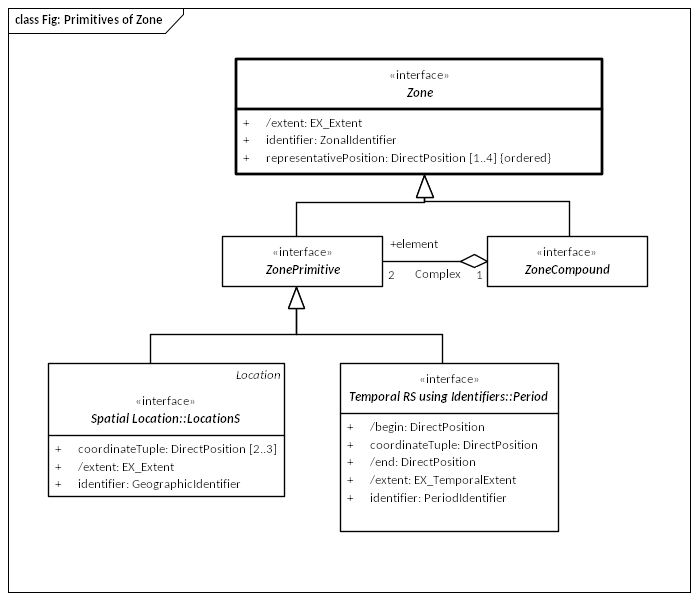 class Fig: Primitives of Zone
«interface»
Zone
+ /extent: EX_Extent
+ identifier: ZonalIdentifier
+ representativePosition: DirectPosition [1..4] {ordered}
«interface»
ZonePrimitive
+element
2 Complex 1
«interface»
ZoneCompound
Location
«interface»
Spatial Location::LocationS
+ coordinateTuple: DirectPosition [2..3]
+ /extent: EX_Extent
+ identifier: GeographicIdentifier
«interface»
Temporal RS using Identifiers::Period
+ /begin: DirectPosition
+ coordinateTuple: DirectPosition
+ /end: DirectPosition
+ /extent: EX_TemporalExtent
+ identifier: PeriodIdentifier